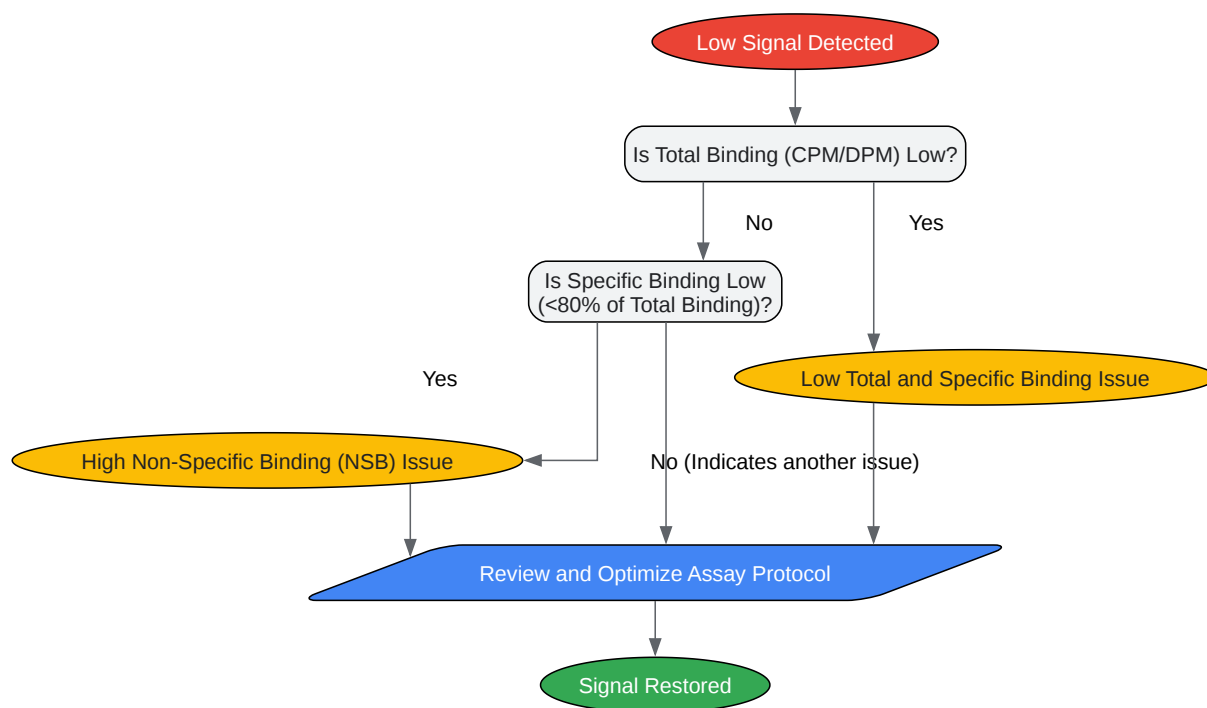 Low Signal Detected
Is Total Binding (CPM/DPM) Low?
No
Yes
Is Specific Binding Low
(<80% of Total Binding)?
Yes
Low Total and Specific Binding Issue
High Non-Specific Binding (NSB) Issue
No (Indicates another issue)
Review and Optimize Assay Protocol
Signal Restored